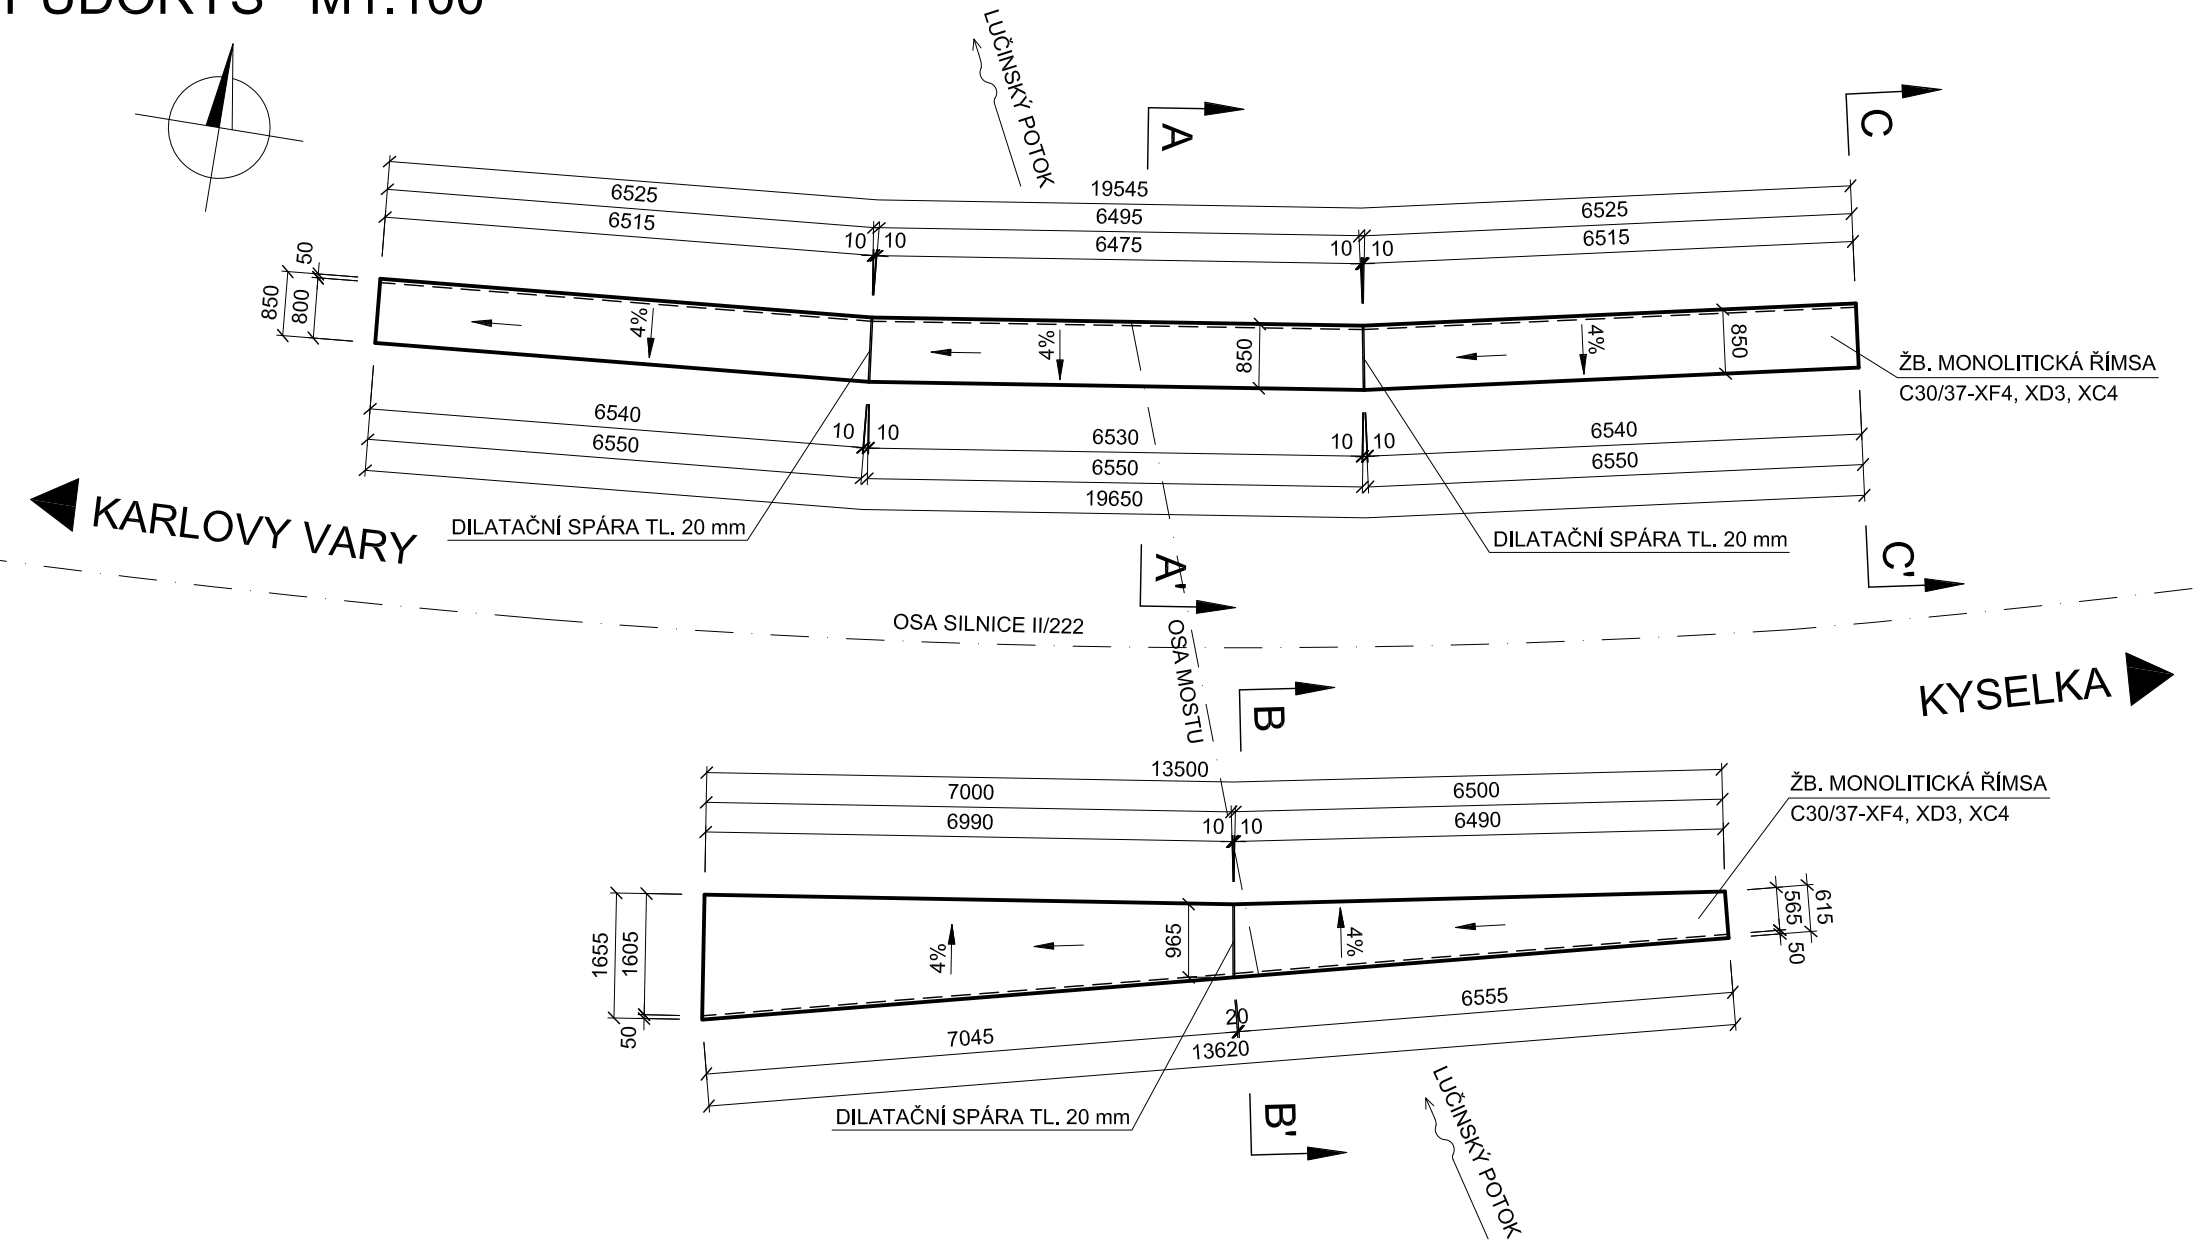 PŮDORYS M1:100
LUČINSKÝ POTOK
A
C
19545
6525
6495
6525
6515
10
10
6475
10
10
6515
50
850
800
4%
4%
850
4%
850
ŽB. MONOLITICKÁ ŘÍMSA
C30/37-XF4, XD3, XC4
6540
10
10
6530
10
10
6540
6550
6550
6550
19650
KARLOVY VARY
DILATAČNÍ SPÁRA TL. 20 mm
DILATAČNÍ SPÁRA TL. 20 mm
A'
C'
OSA SILNICE II/222
OSA MOSTU
B
KYSELKA
13500
7000
6500
6990
10
10
6490
ŽB. MONOLITICKÁ ŘÍMSA
C30/37-XF4, XD3, XC4
1655
1605
50
4%
965
4%
565
615
50
7045
20
6555
13620
DILATAČNÍ SPÁRA TL. 20 mm
B'
LUČINSKÝ POTOK